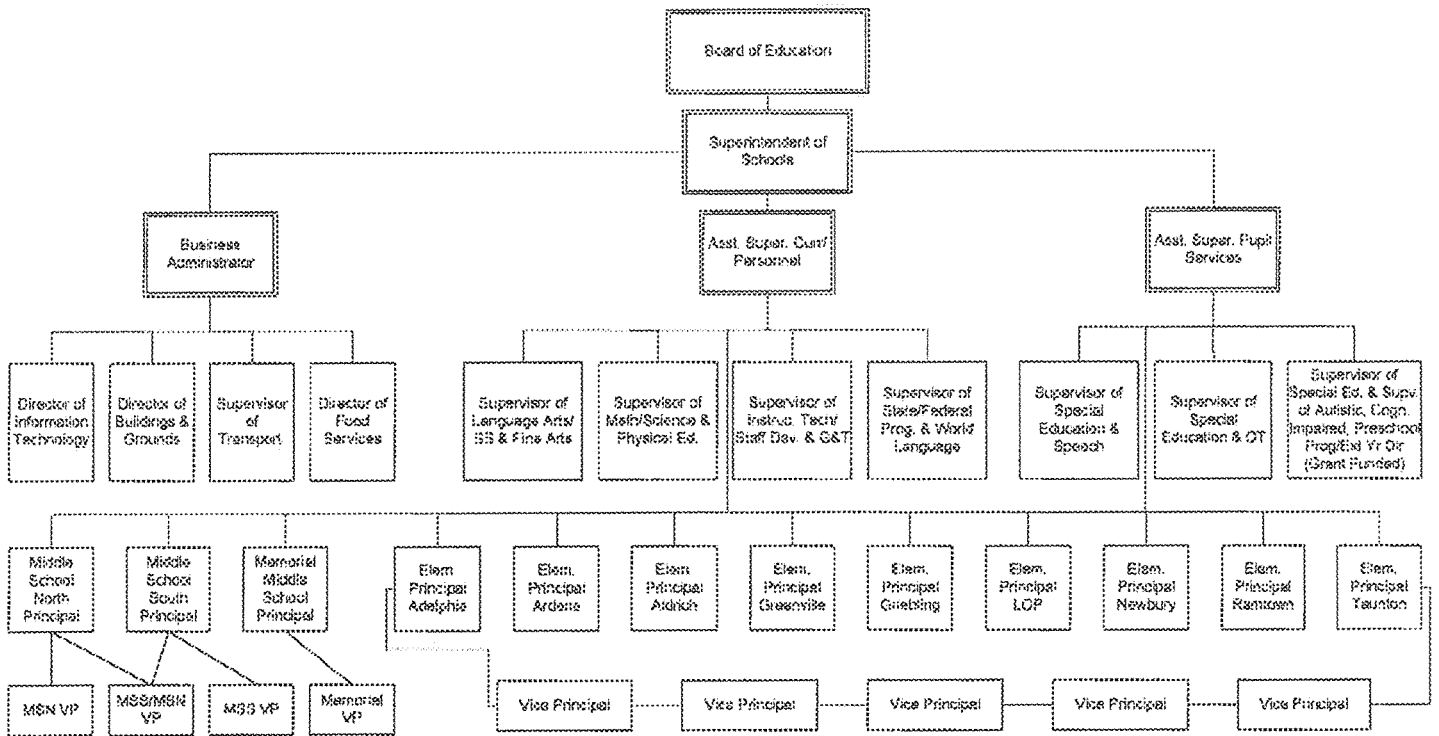 Board of Education
Superintendent of
Schools
Business
Administrator
Asst. Super. Curr/
Personnel
Asst. Super. Pupil
Services
Director of
Information
Technology
Director of
Buildings &
Grounds
Supervisor
of
Transport
Director of
Food
Services
Supervisor of
Language Arts/
SS & Fine Arts
Supervisor of
Math/Science &
Physical Ed.
Supervisor of
Instruc. Tech/
Staff Dev. & G&T
Supervisor of
State/Federal
Prog. & World
Language
Supervisor of
Special
Education &
Speech
Supervisor of
Special
Education & OT
Supervisor of
Special Ed. & Supv.
of Autistic, Cogn.
Impaired, Preschool
Prog/Ext Yr Dir
(Grant Funded)
Middle
School
North
Principal
Middle
School
South
Principal
Memorial
Middle
School
Principal
Elem.
Principal
Adelphia
Elem.
Principal
Ardena
Elem.
Principal
Aldrich
Elem.
Principal
Greenville
Elem.
Principal
Griebling
Elem.
Principal
LOP
Elem.
Principal
Newbury
Elem.
Principal
Ramtown
Elem.
Principal
Taunton
MSN VP
MSS/MSN
VP
MSS VP
Memorial
VP
Vice Principal
Vice Principal
Vice Principal
Vice Principal
Vice Principal